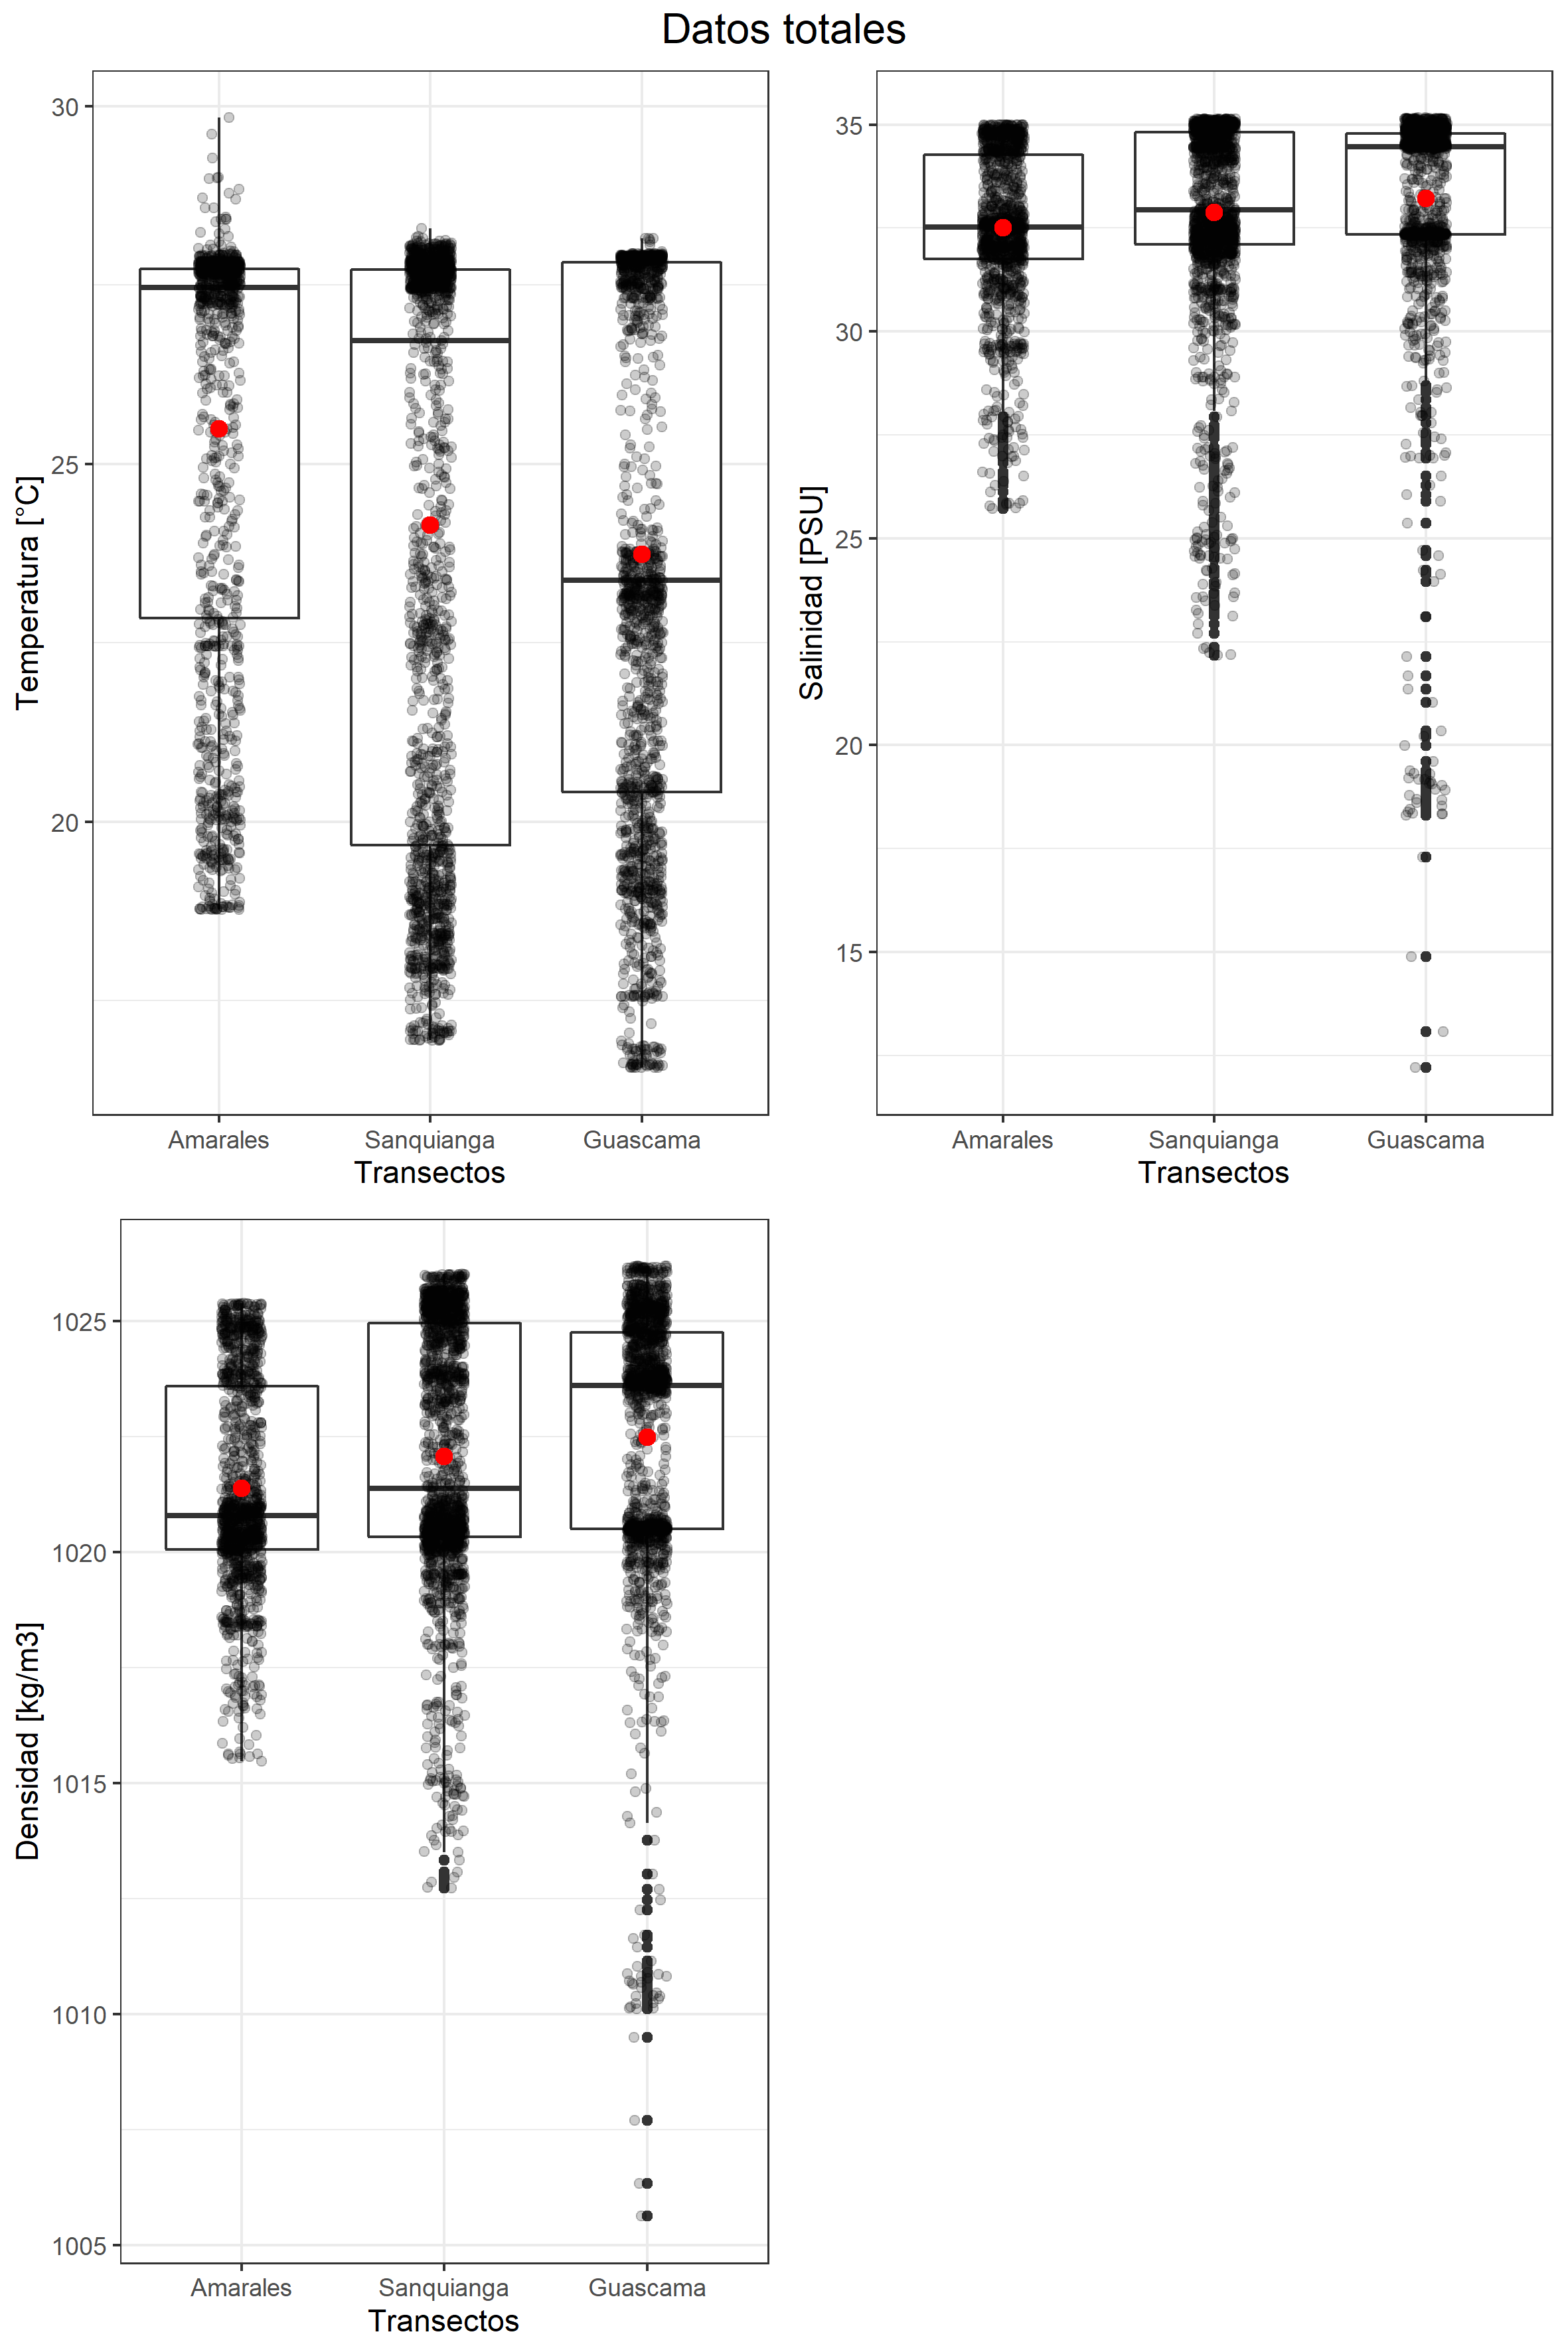 Datos totales
Temperatura [°C]
30
25
20
Amarales Sanquianga Guascama
Transectos
Salinidad [PSU]
35
30
25
20
15
Amarales Sanquianga Guascama
Transectos
Densidad [kg/m3]
1025
1020
1015
1010
1005
Amarales Sanquianga Guascama
Transectos